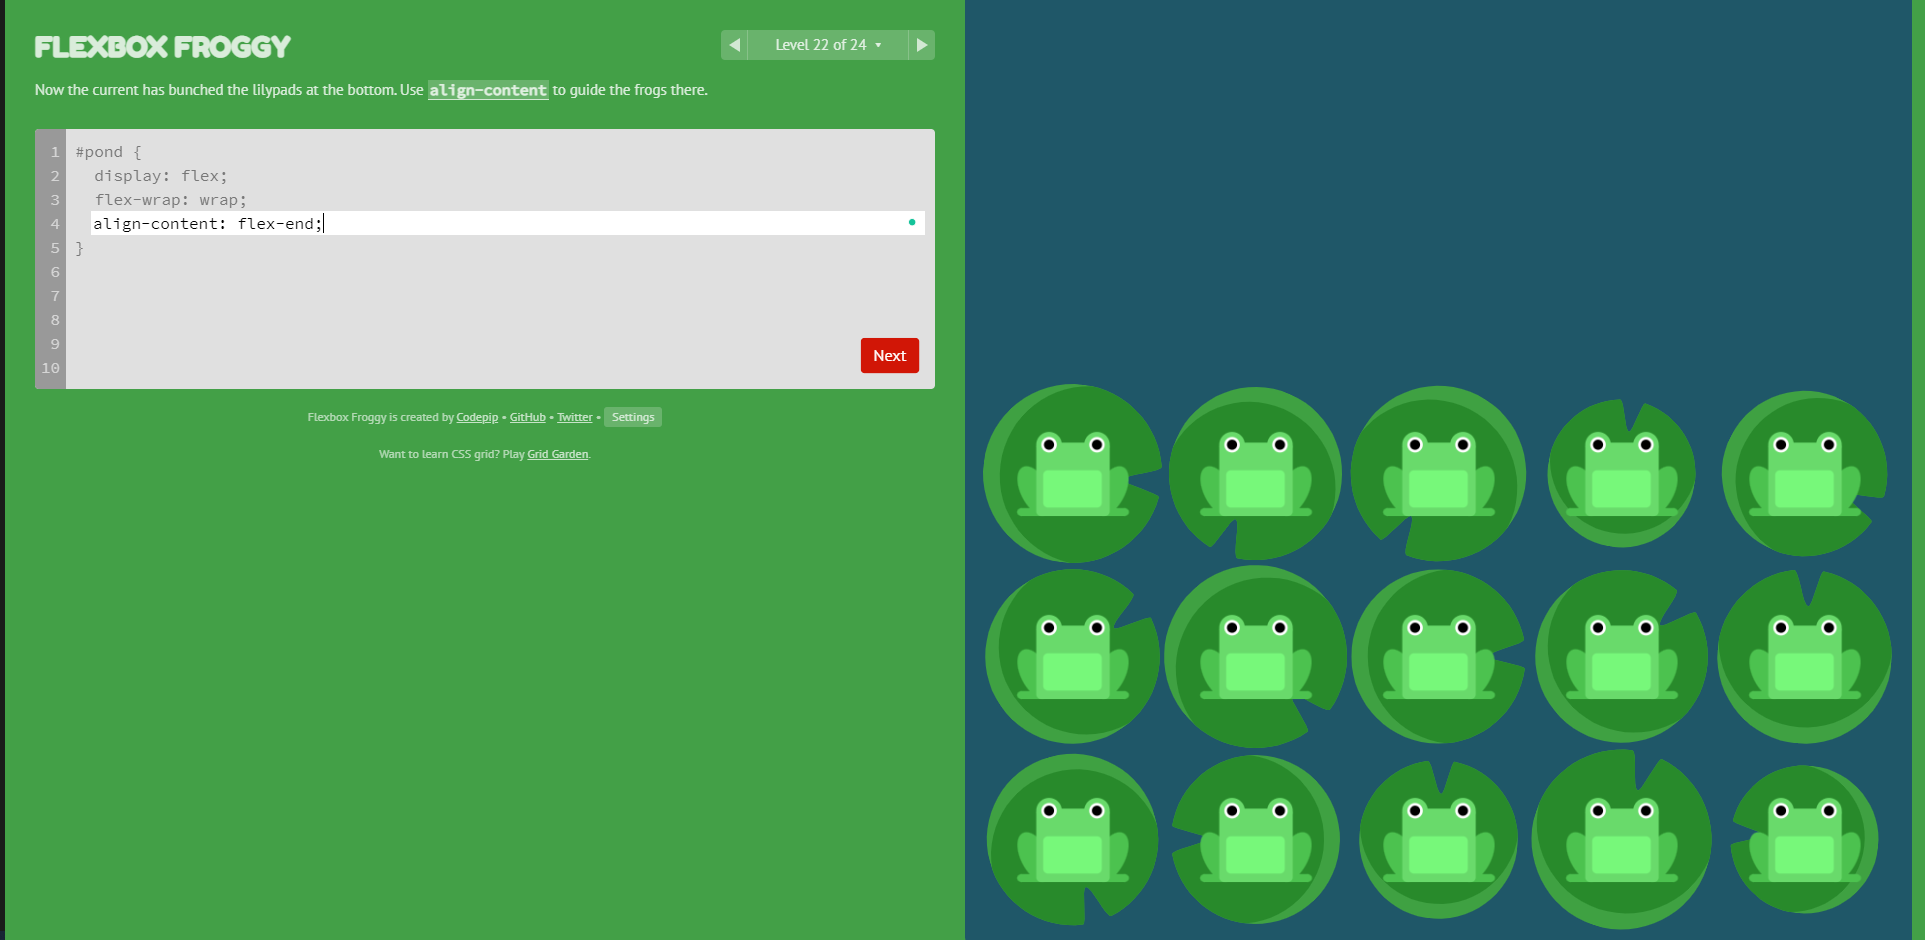 FLEXBOX FROGGY
◀ Level 22 of 24 ▾ ▶
Now the current has bunched the lilypads at the bottom. Use align-content to guide the frogs there.
1 #pond {
2 display: flex;
3 flex-wrap: wrap;
4 align-content: flex-end;
5 }
6
7
8
9
10
Next
Flexbox Froggy is created by Codepip • GitHub • Twitter • Settings
Want to learn CSS grid? Play Grid Garden.